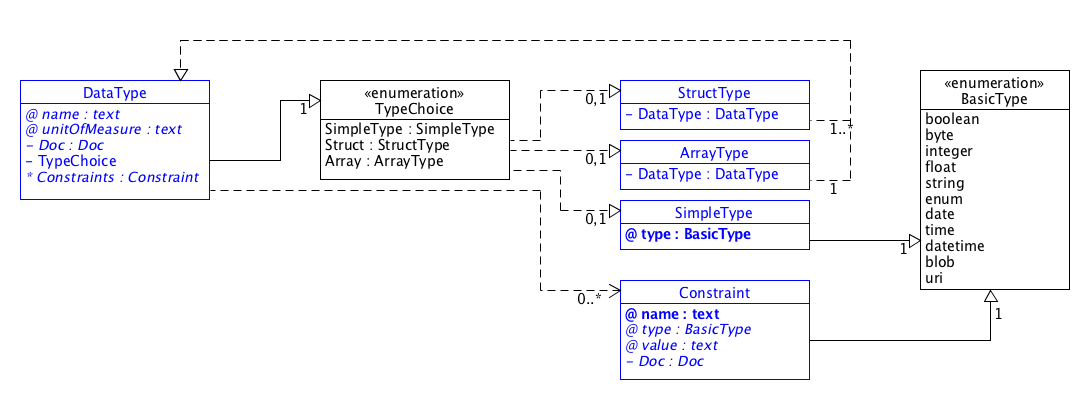 DataType
@ name : text
@ unitOfMeasure : text
- Doc : Doc
- TypeChoice
* Constraints : Constraint
1
«enumeration»
TypeChoice
SimpleType : SimpleType
Struct : StructType
Array : ArrayType
0,1
StructType
- DataType : DataType
1..*
0,1
ArrayType
- DataType : DataType
1
0,1
SimpleType
@ type : BasicType
1
0..*
Constraint
@ name : text
@ type : BasicType
@ value : text
- Doc : Doc
1
«enumeration»
BasicType
boolean
byte
integer
float
string
enum
date
time
datetime
blob
uri